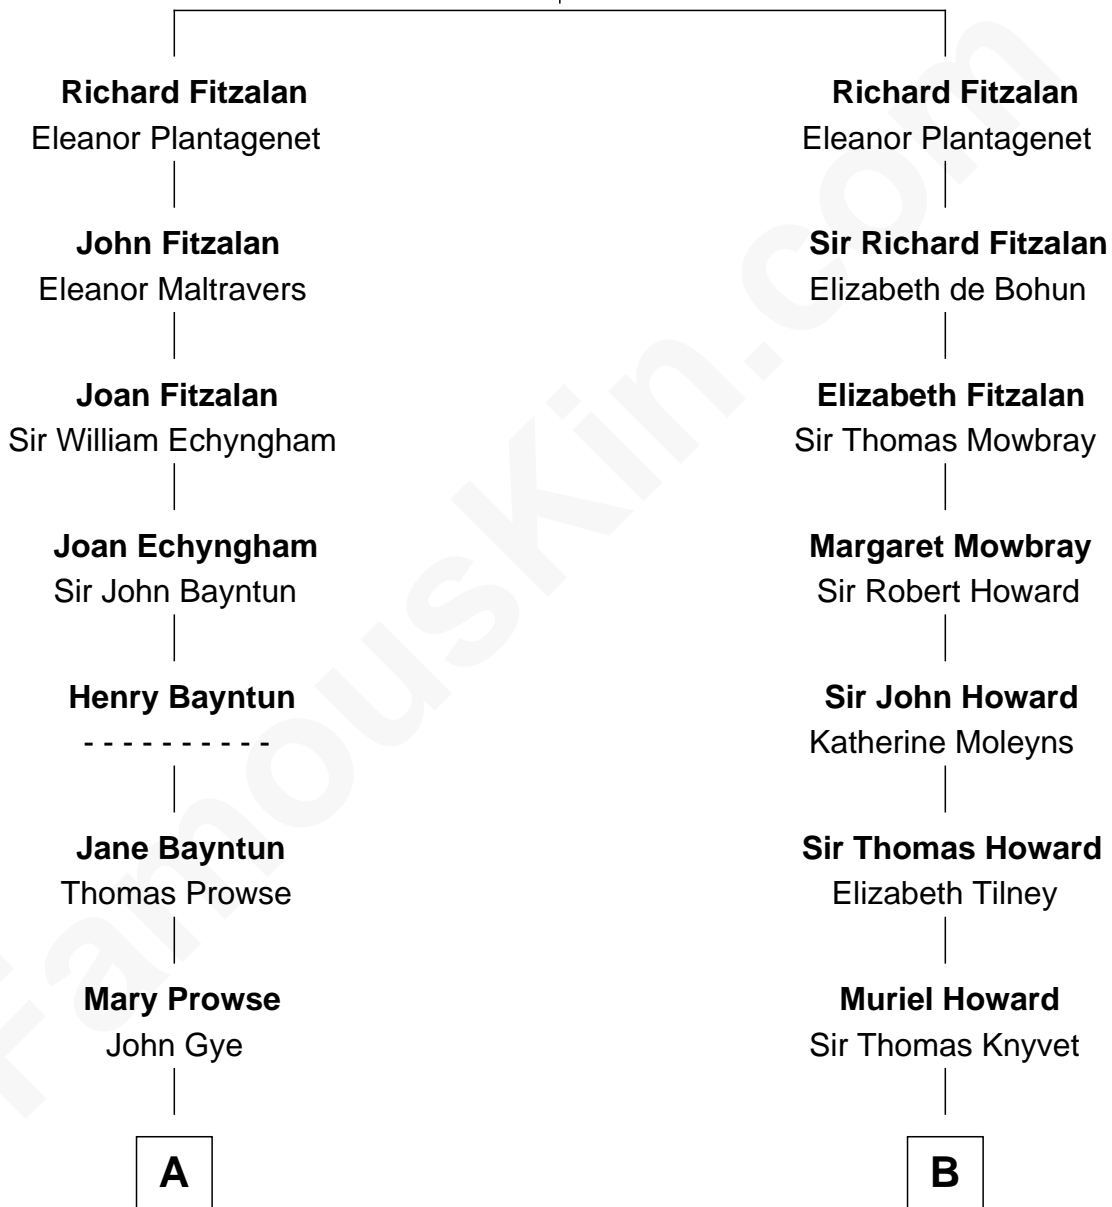 Richard Fitzalan
Eleanor Plantagenet
John Fitzalan
Eleanor Maltravers
Joan Fitzalan
Sir William Echyngham
Joan Echyngham
Sir John Bayntun
Henry Bayntun
- - - - - - - - - -
Jane Bayntun
Thomas Prowse
Mary Prowse
John Gye
A
Richard Fitzalan
Eleanor Plantagenet
Sir Richard Fitzalan
Elizabeth de Bohun
Elizabeth Fitzalan
Sir Thomas Mowbray
Margaret Mowbray
Sir Robert Howard
Sir John Howard
Katherine Moleyns
Sir Thomas Howard
Elizabeth Tilney
Muriel Howard
Sir Thomas Knyvet
B
FamousKin.com